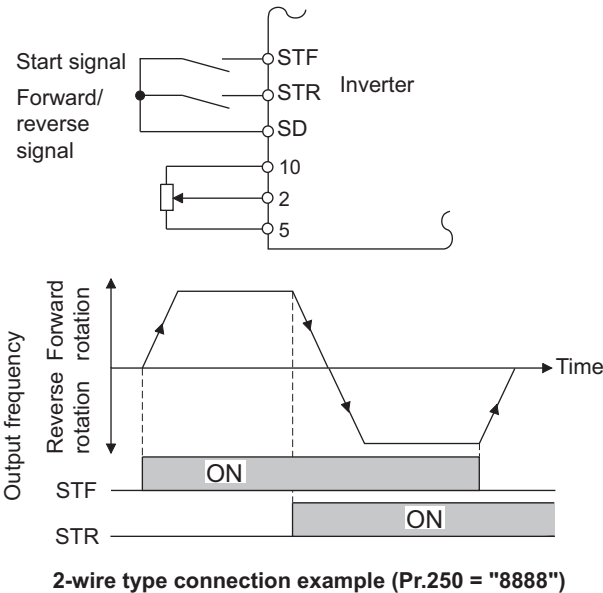 Start signal
Forward/
reverse
signal
STF
STR
SD
10
2
5
Inverter
Output frequency
Reverse Forward
rotation rotation
Time
STF
ON
STR
ON
2-wire type connection example (Pr.250 = "8888")